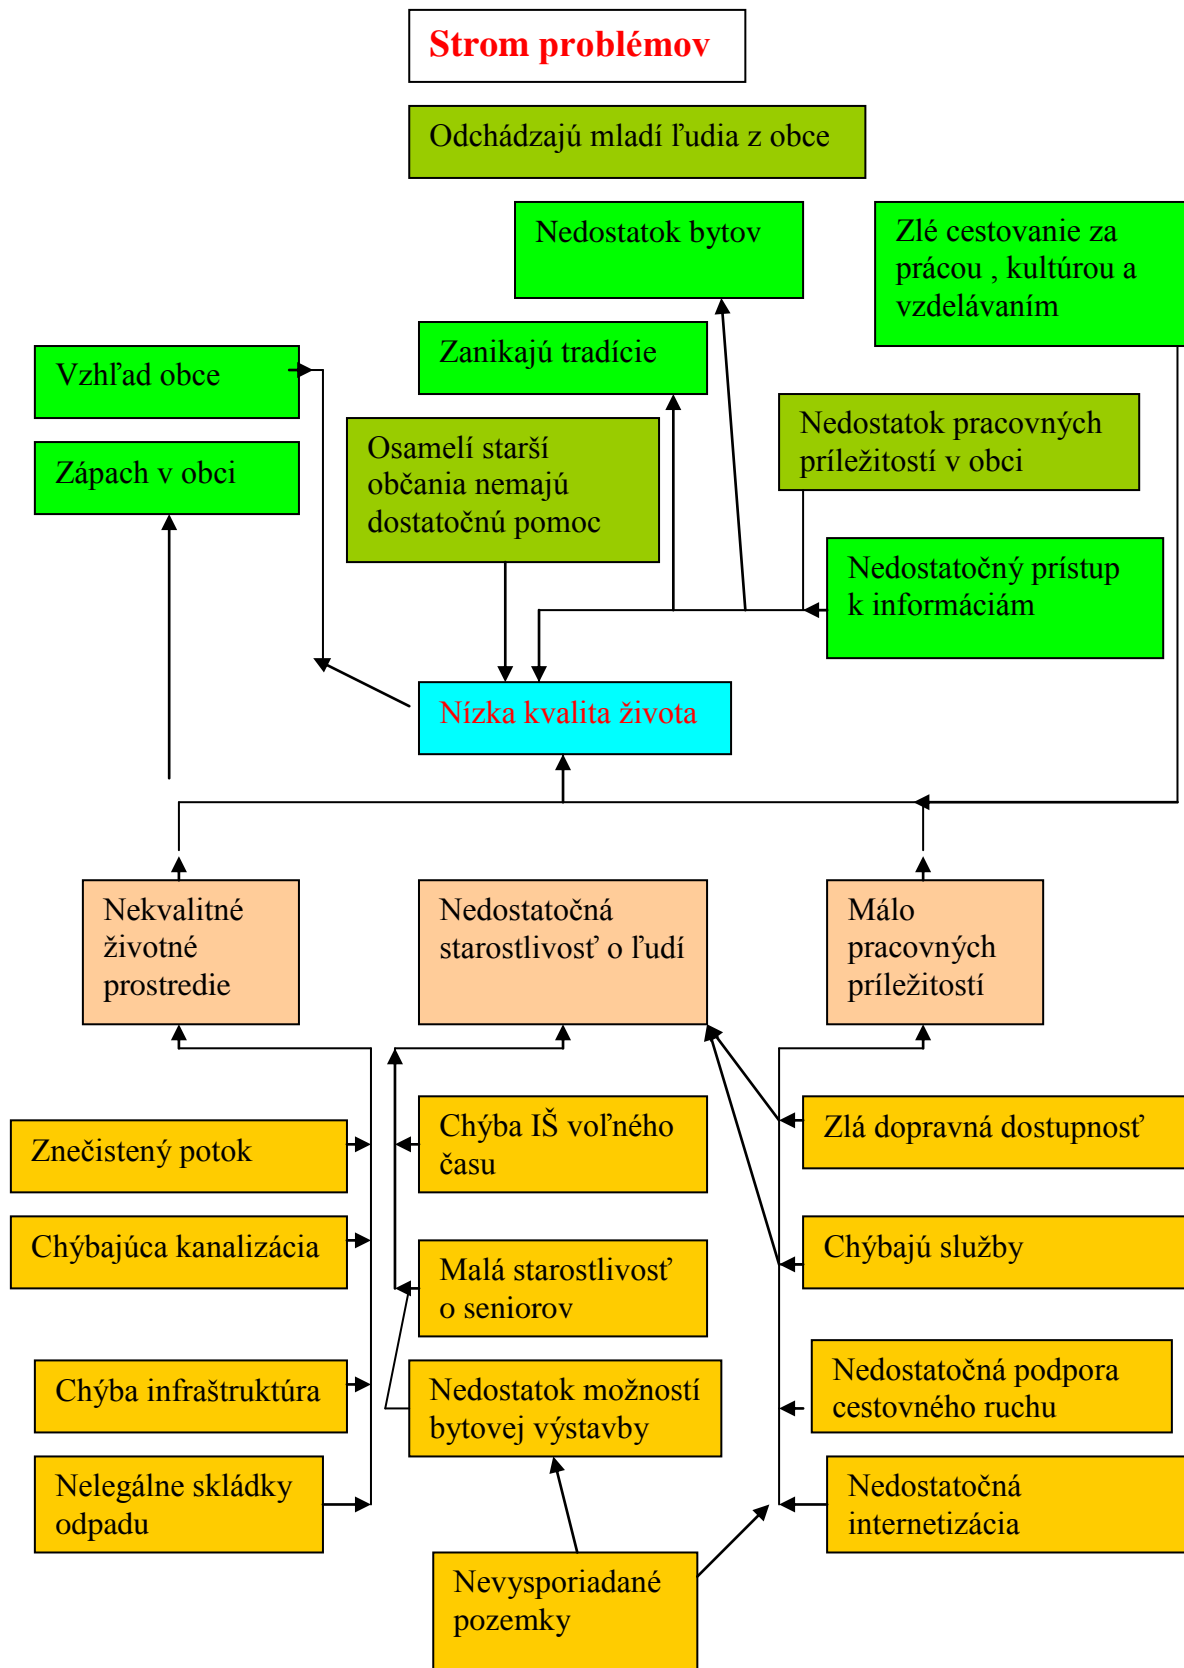 Strom problémov
Odchádzajú mladí ľudia z obce
Nedostatok bytov
Zlé cestovanie za
prácou , kultúrou a
vzdelávaním
Zanikajú tradície
Vzhľad obce
Nedostatok pracovných
príležitostí v obci
Osamelí starší
občania nemajú
dostatočnú pomoc
Zápach v obci
Nedostatočný prístup
k informáciám
Nízka kvalita života
Nekvalitné
životné
prostredie
Nedostatočná
starostlivosť o ľudí
Málo
pracovných
príležitostí
Znečistený potok
Chýba IŠ voľného
času
Zlá dopravná dostupnosť
Chýbajúca kanalizácia
Malá starostlivosť
o seniorov
Chýbajú služby
Chýba infraštruktúra
Nedostatok možností
bytovej výstavby
Nedostatočná podpora
cestovného ruchu
Nelegálne skládky
odpadu
Nedostatočná
internetizácia
Nevysporiadané
pozemky